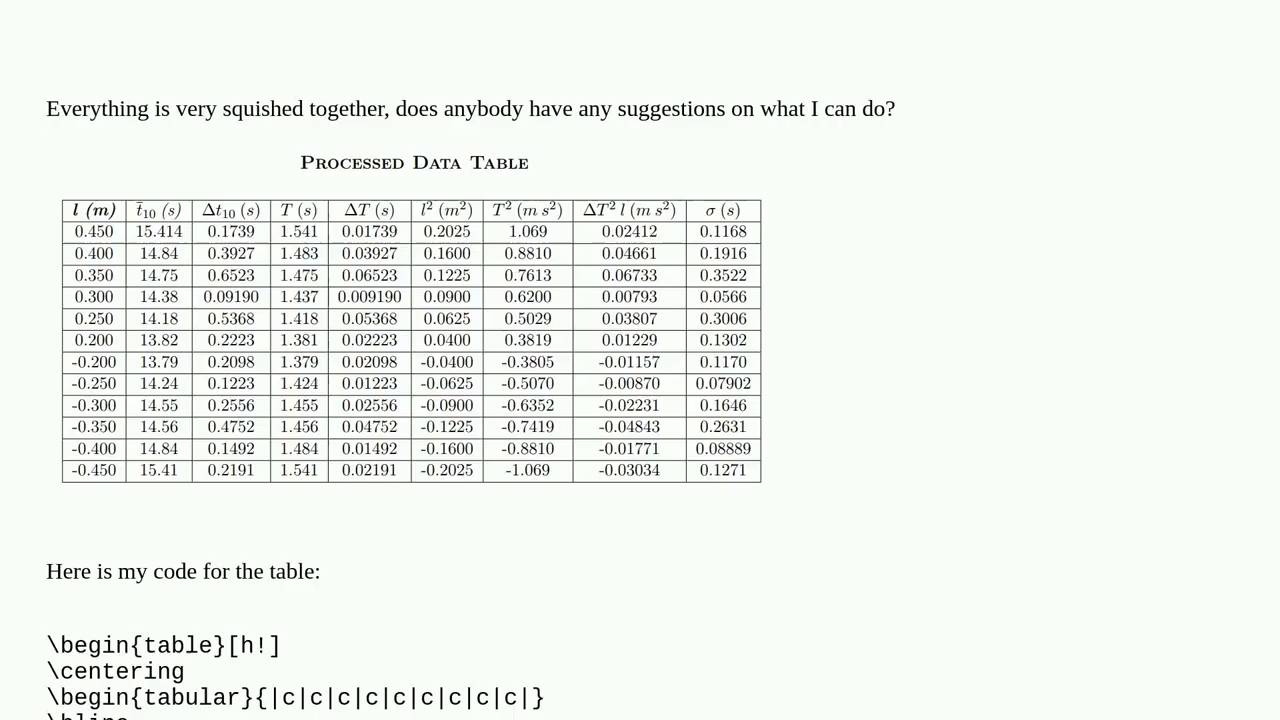 Everything is very squished together, does anybody have any suggestions on what I can do?
Processed Data Table
l (m) t̄₁₀ (s) Δt₁₀ (s) T (s) ΔT (s) l² (m²) T² (m s²) ΔT² l (m s²) σ (s)
0.450 15.414 0.1739 1.541 0.01739 0.2025 1.069 0.02412 0.1168
0.400 14.84 0.3927 1.483 0.03927 0.1600 0.8810 0.04661 0.1916
0.350 14.75 0.6523 1.475 0.06523 0.1225 0.7613 0.06733 0.3522
0.300 14.38 0.09190 1.437 0.009190 0.0900 0.6200 0.00793 0.0566
0.250 14.18 0.5368 1.418 0.05368 0.0625 0.5029 0.03807 0.3006
0.200 13.82 0.2223 1.381 0.02223 0.0400 0.3819 0.01229 0.1302
-0.200 13.79 0.2098 1.379 0.02098 -0.0400 -0.3805 -0.01157 0.1170
-0.250 14.24 0.1223 1.424 0.01223 -0.0625 -0.5070 -0.00870 0.07902
-0.300 14.55 0.2556 1.455 0.02556 -0.0900 -0.6352 -0.02231 0.1646
-0.350 14.56 0.4752 1.456 0.04752 -0.1225 -0.7419 -0.04843 0.2631
-0.400 14.84 0.1492 1.484 0.01492 -0.1600 -0.8810 -0.01771 0.08889
-0.450 15.41 0.2191 1.541 0.02191 -0.2025 -1.069 -0.03034 0.1271
Here is my code for the table:
\begin{table}[h!]
\centering
\begin{tabular}{|c|c|c|c|c|c|c|c|c|}